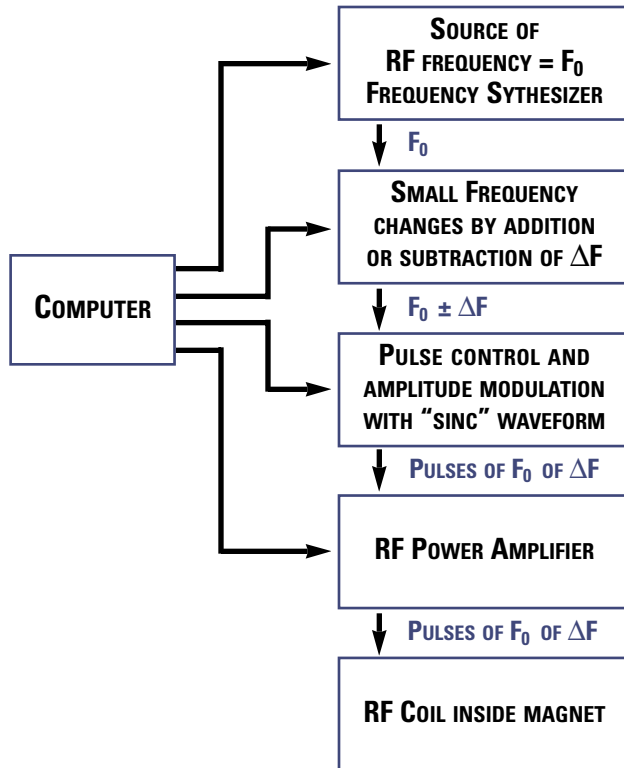 SOURCE OF
RF FREQUENCY = F₀
FREQUENCY SYTHESIZER
F₀
SMALL FREQUENCY
CHANGES BY ADDITION
OR SUBTRACTION OF ΔF
COMPUTER
F₀ ± ΔF
PULSE CONTROL AND
AMPLITUDE MODULATION
WITH “SINC” WAVEFORM
PULSES OF F₀ OF ΔF
RF POWER AMPLIFIER
PULSES OF F₀ OF ΔF
RF COIL INSIDE MAGNET